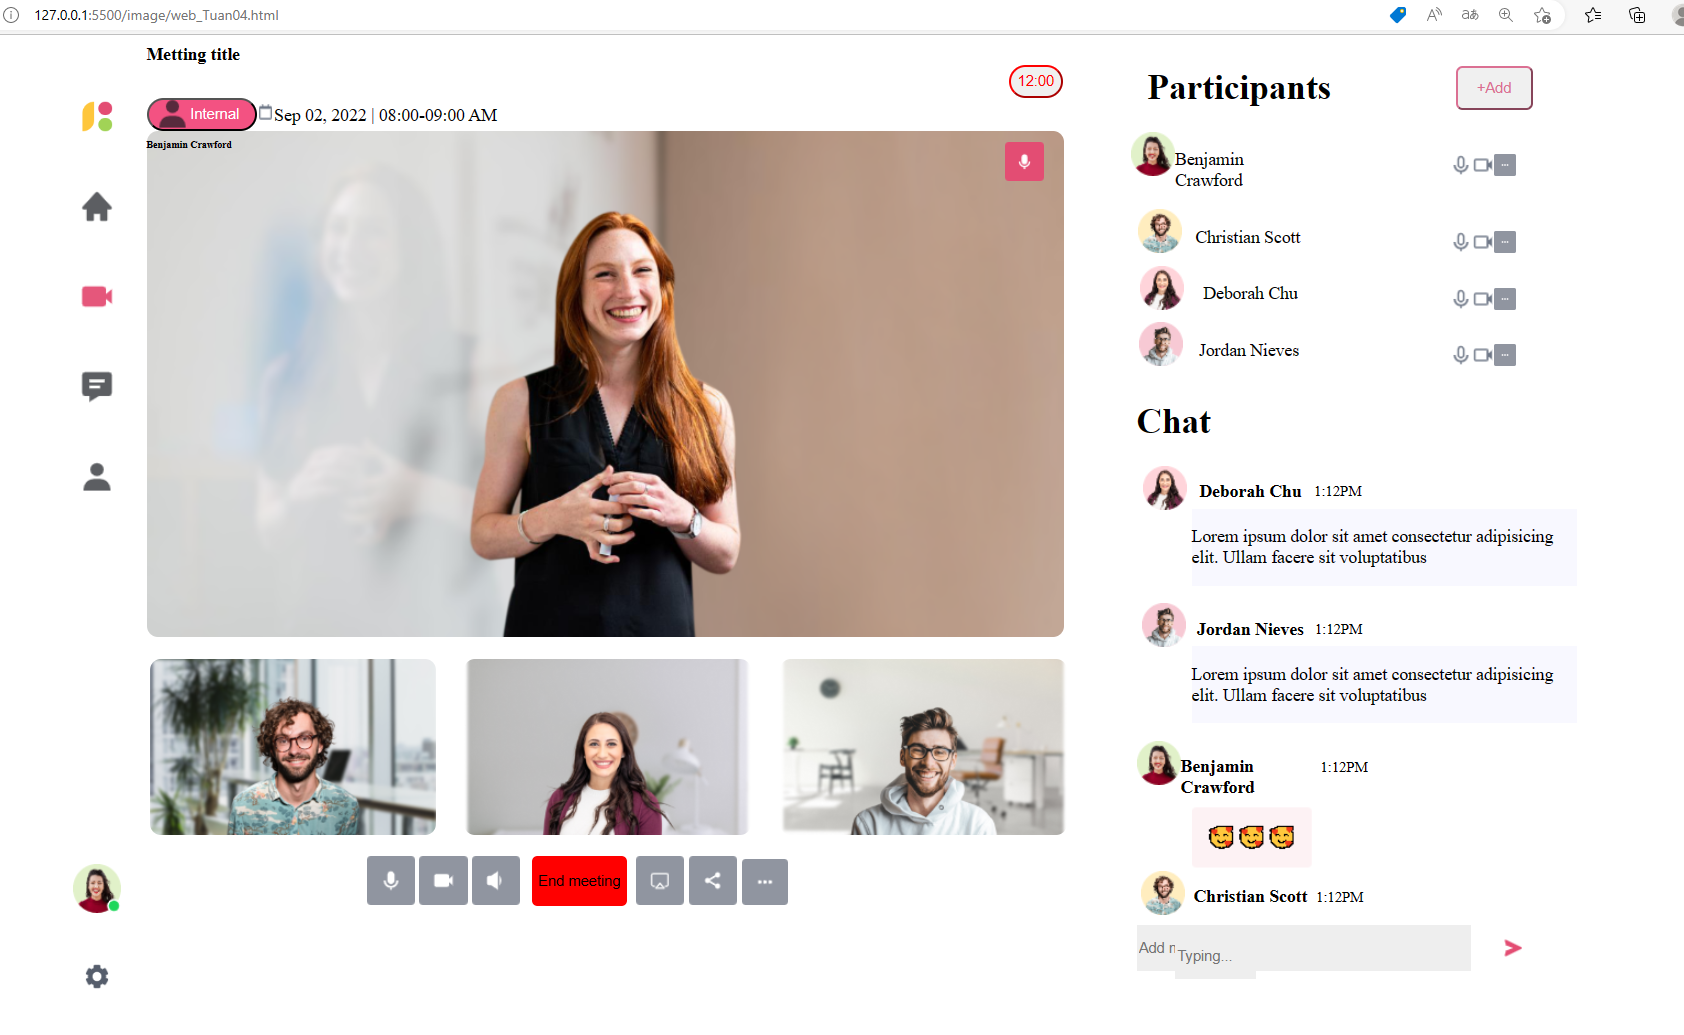 127.0.0.1:5500/image/web_Tuan04.html
Metting title
12:00
Internal
Sep 02, 2022 | 08:00-09:00 AM
Benjamin Crawford
End meeting
Participants
+Add
Benjamin
Crawford
Christian Scott
Deborah Chu
Jordan Nieves
Chat
Deborah Chu 1:12PM
Lorem ipsum dolor sit amet consectetur adipisicing
elit. Ullam facere sit voluptatibus
Jordan Nieves 1:12PM
Lorem ipsum dolor sit amet consectetur adipisicing
elit. Ullam facere sit voluptatibus
Benjamin 1:12PM
Crawford
🥰🥰🥰
Christian Scott 1:12PM
Add
Typing...